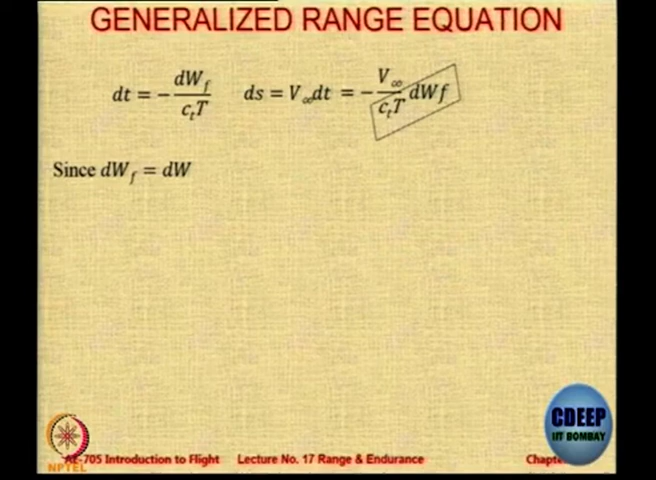 GENERALIZED RANGE EQUATION
dt = − dW_f / c_t T    ds = V_∞ dt = − V_∞ / c_t T dWf
Since dW_f = dW
CDEEP
IIT BOMBAY
NPTEL
AE-705 Introduction to Flight    Lecture No. 17 Range & Endurance